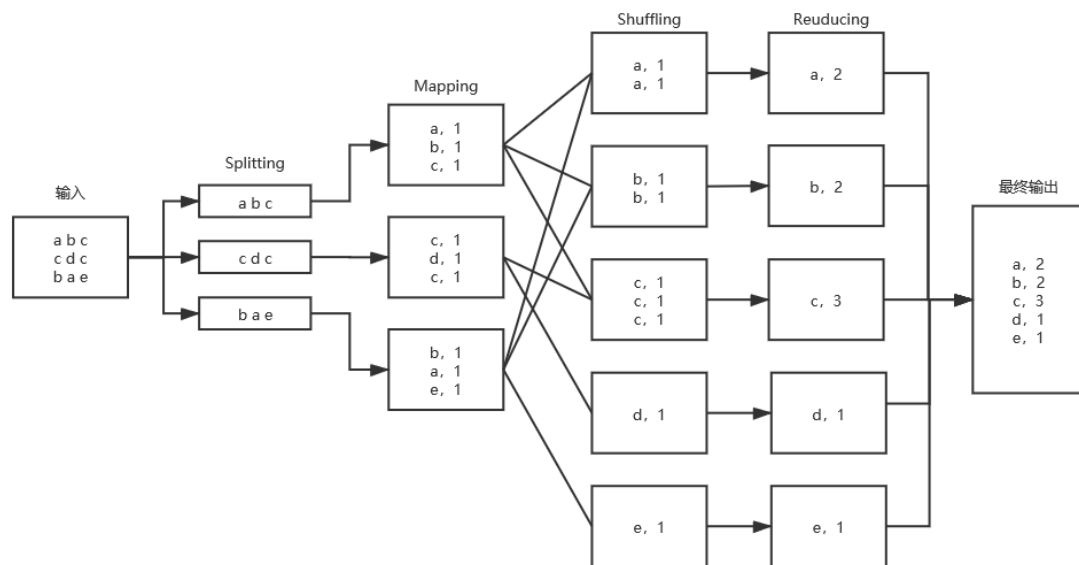 输入
a b c
c d c
b a e
Splitting
a b c
c d c
b a e
Mapping
a, 1
b, 1
c, 1
c, 1
d, 1
c, 1
b, 1
a, 1
e, 1
Shuffling
a, 1
a, 1
b, 1
b, 1
c, 1
c, 1
c, 1
d, 1
e, 1
Reuducing
a, 2
b, 2
c, 3
d, 1
e, 1
最终输出
a, 2
b, 2
c, 3
d, 1
e, 1